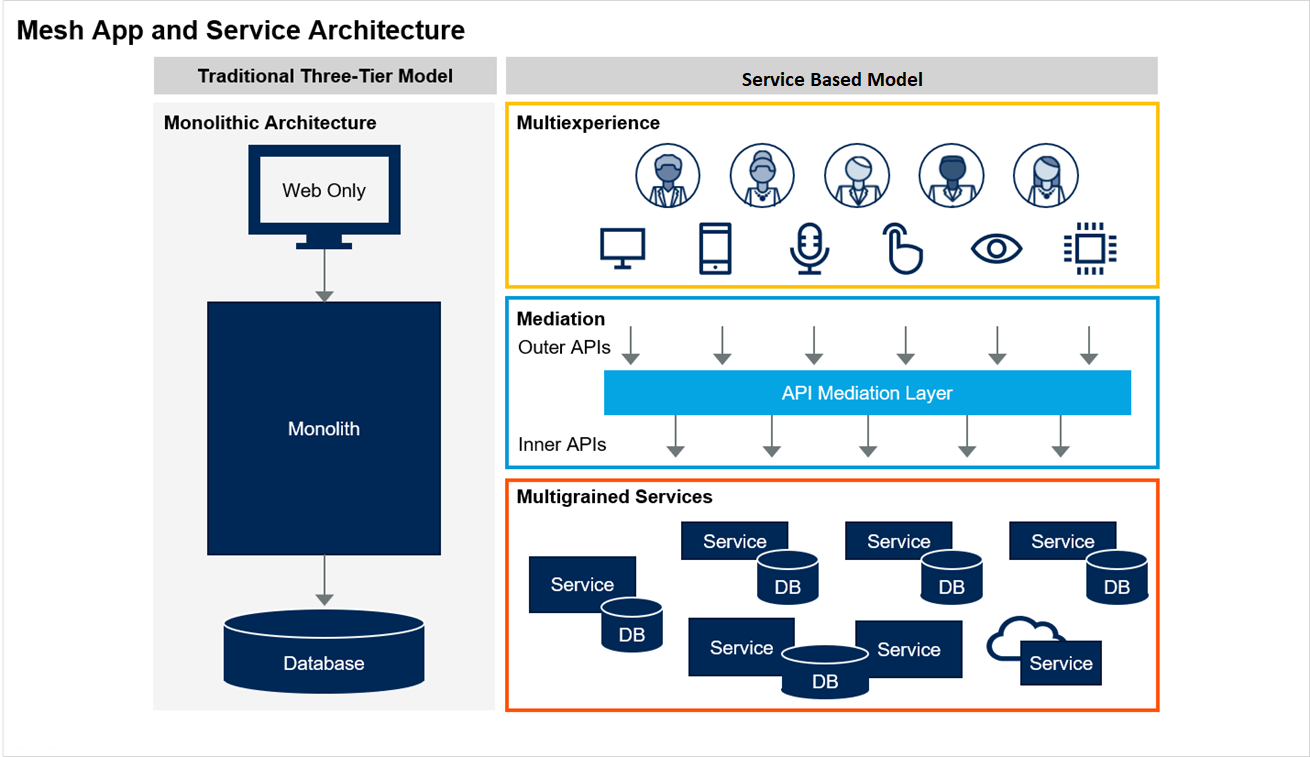 Mesh App and Service Architecture
Traditional Three-Tier Model
Service Based Model
Monolithic Architecture
Web Only
Monolith
Database
Multiexperience
Mediation
Outer APIs
API Mediation Layer
Inner APIs
Multigrained Services
Service
DB
Service
DB
Service
DB
Service
DB
Service
DB
Service
Service